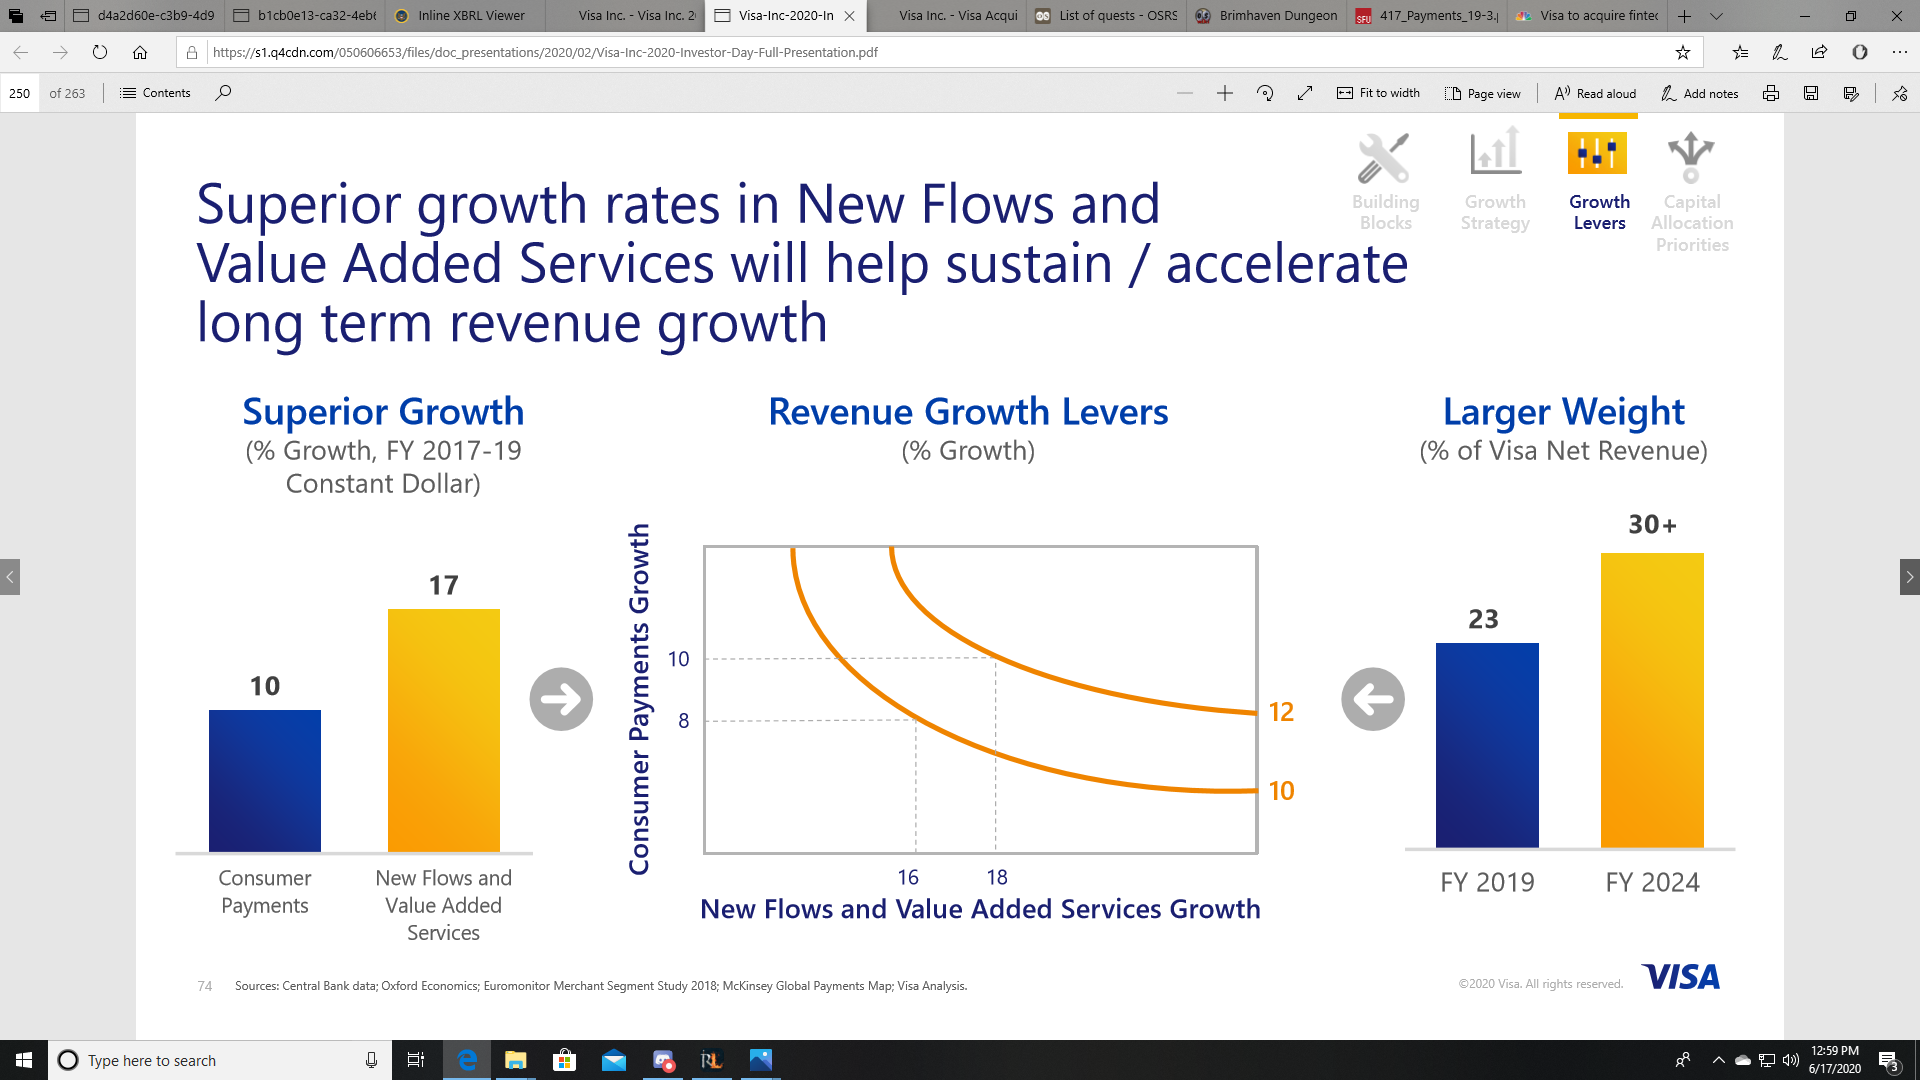 d4a2d60e-c3b9-4d9
b1cb0e13-ca32-4eb6
Inline XBRL Viewer
Visa Inc. - Visa Inc. 2
Visa-Inc-2020-In
Visa Inc. - Visa Acqui
List of quests - OSRS
Brimhaven Dungeon
SFU
417_Payments_19-3.p
Visa to acquire fintec
https://s1.q4cdn.com/050606653/files/doc_presentations/2020/02/Visa-Inc-2020-Investor-Day-Full-Presentation.pdf
250 of 263
Contents
Fit to width
Page view
Read aloud
Add notes
Building
Blocks
Growth
Strategy
Growth
Levers
Capital
Allocation
Priorities
Superior growth rates in New Flows and
Value Added Services will help sustain / accelerate
long term revenue growth
Superior Growth
(% Growth, FY 2017-19
Constant Dollar)
10
17
Consumer
Payments
New Flows and
Value Added
Services
Revenue Growth Levers
(% Growth)
Consumer Payments Growth
10
8
12
10
16
18
New Flows and Value Added Services Growth
Larger Weight
(% of Visa Net Revenue)
23
30+
FY 2019
FY 2024
74
Sources: Central Bank data; Oxford Economics; Euromonitor Merchant Segment Study 2018; McKinsey Global Payments Map; Visa Analysis.
©2020 Visa. All rights reserved.
VISA
Type here to search
RL
12:59 PM
6/17/2020
3